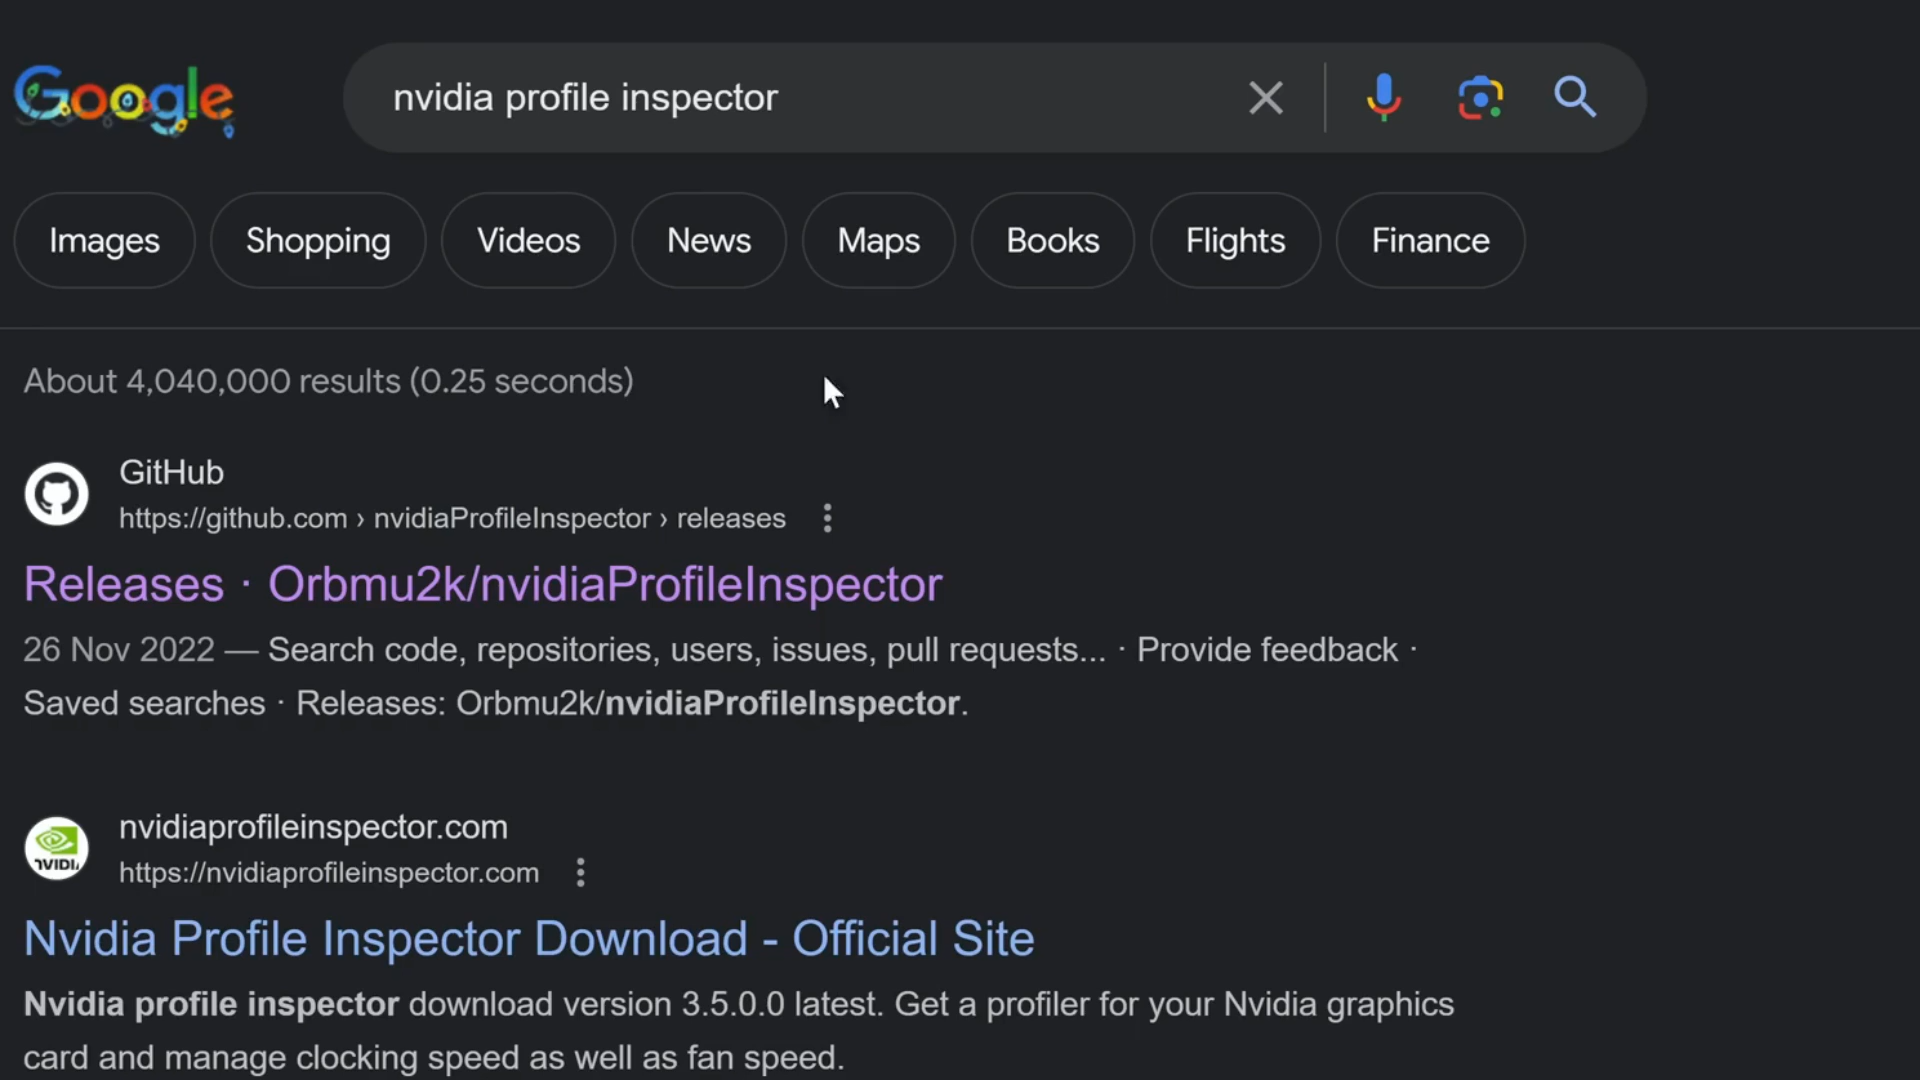 Google
nvidia profile inspector
Images
Shopping
Videos
News
Maps
Books
Flights
Finance
About 4,040,000 results (0.25 seconds)
GitHub
https://github.com › nvidiaProfileInspector › releases
Releases · Orbmu2k/nvidiaProfileInspector
26 Nov 2022 — Search code, repositories, users, issues, pull requests... · Provide feedback ·
Saved searches · Releases: Orbmu2k/nvidiaProfileInspector.
nvidiaprofileinspector.com
NVIDI
https://nvidiaprofileinspector.com
Nvidia Profile Inspector Download - Official Site
Nvidia profile inspector download version 3.5.0.0 latest. Get a profiler for your Nvidia graphics
card and manage clocking speed as well as fan speed.